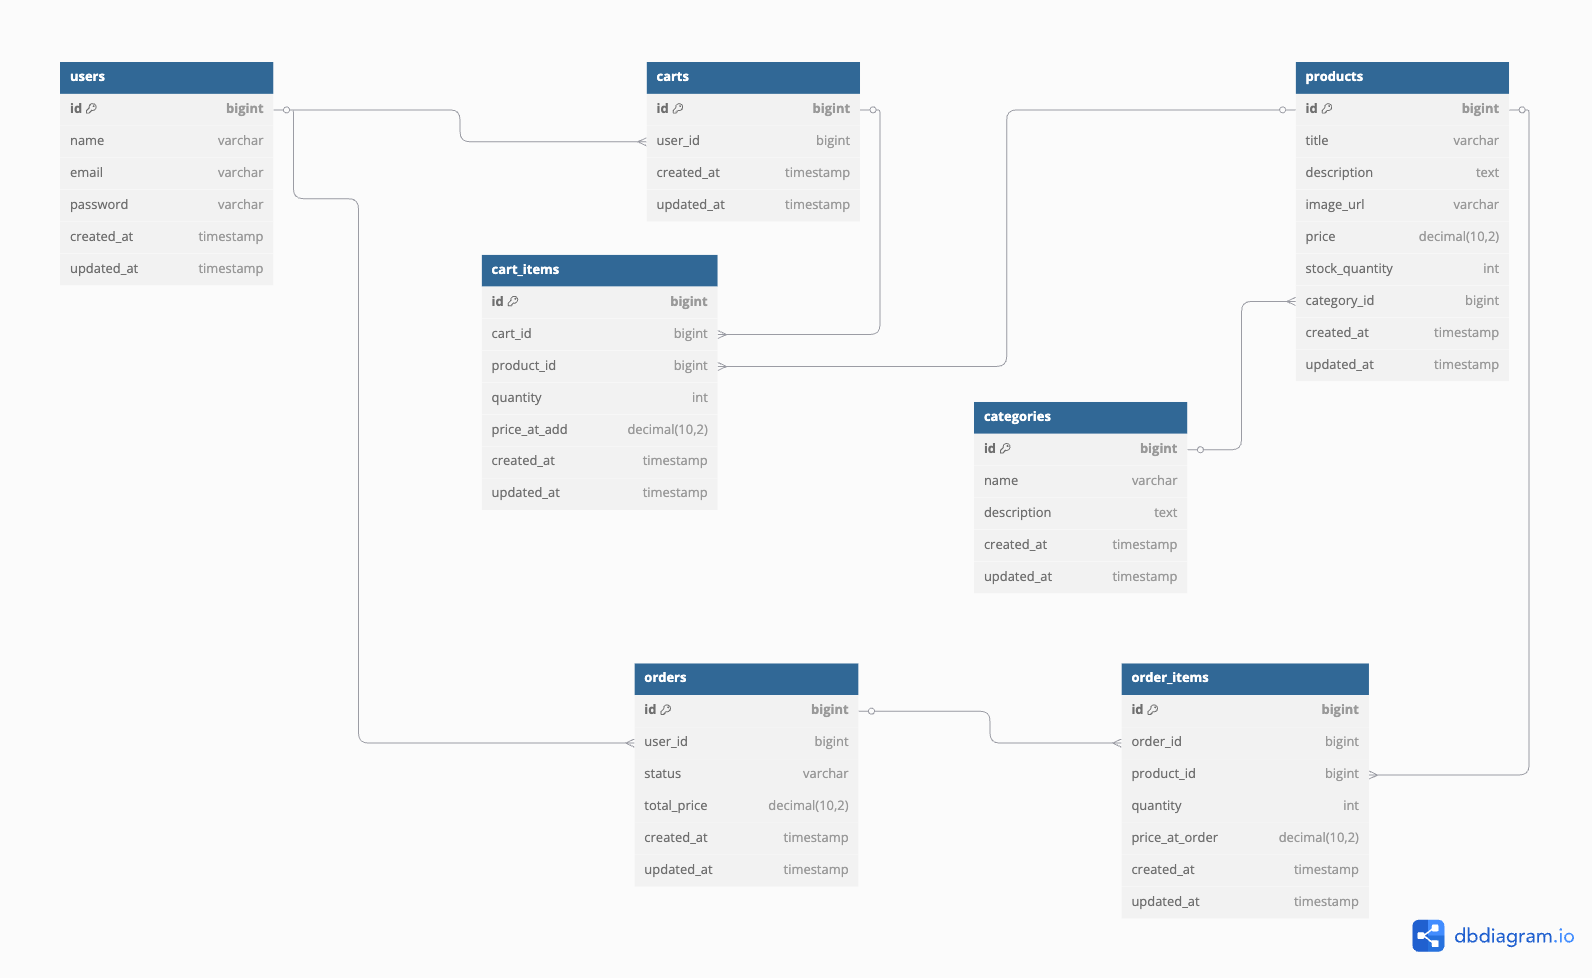 users
id bigint
name varchar
email varchar
password varchar
created_at timestamp
updated_at timestamp
carts
id bigint
user_id bigint
created_at timestamp
updated_at timestamp
products
id bigint
title varchar
description text
image_url varchar
price decimal(10,2)
stock_quantity int
category_id bigint
created_at timestamp
updated_at timestamp
cart_items
id bigint
cart_id bigint
product_id bigint
quantity int
price_at_add decimal(10,2)
created_at timestamp
updated_at timestamp
categories
id bigint
name varchar
description text
created_at timestamp
updated_at timestamp
orders
id bigint
user_id bigint
status varchar
total_price decimal(10,2)
created_at timestamp
updated_at timestamp
order_items
id bigint
order_id bigint
product_id bigint
quantity int
price_at_order decimal(10,2)
created_at timestamp
updated_at timestamp
dbdiagram.io